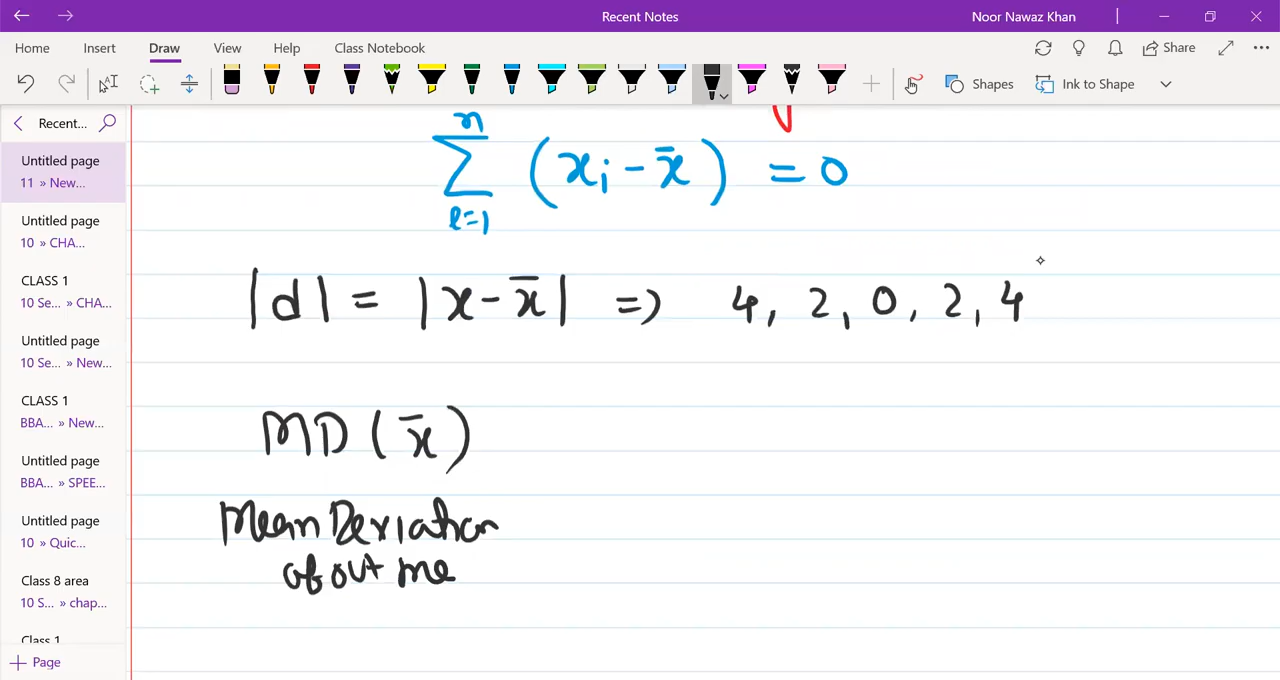 Recent Notes
Noor Nawaz Khan
Home Insert Draw View Help Class Notebook
Share
Shapes
Ink to Shape
Recent...
Untitled page
11 » New...
Untitled page
10 » CHA...
CLASS 1
10 Se... » CHA...
Untitled page
10 Se... » New...
CLASS 1
BBA... » New...
Untitled page
BBA... » SPEE...
Untitled page
10 » Quic...
Class 8 area
10 S... » chap...
Class 1
+ Page
n
∑ (xᵢ - x̄) = 0
i=1
|d| = |x - x̄| => 4, 2, 0, 2, 4
MD (x̄)
Mean Deviation
about me